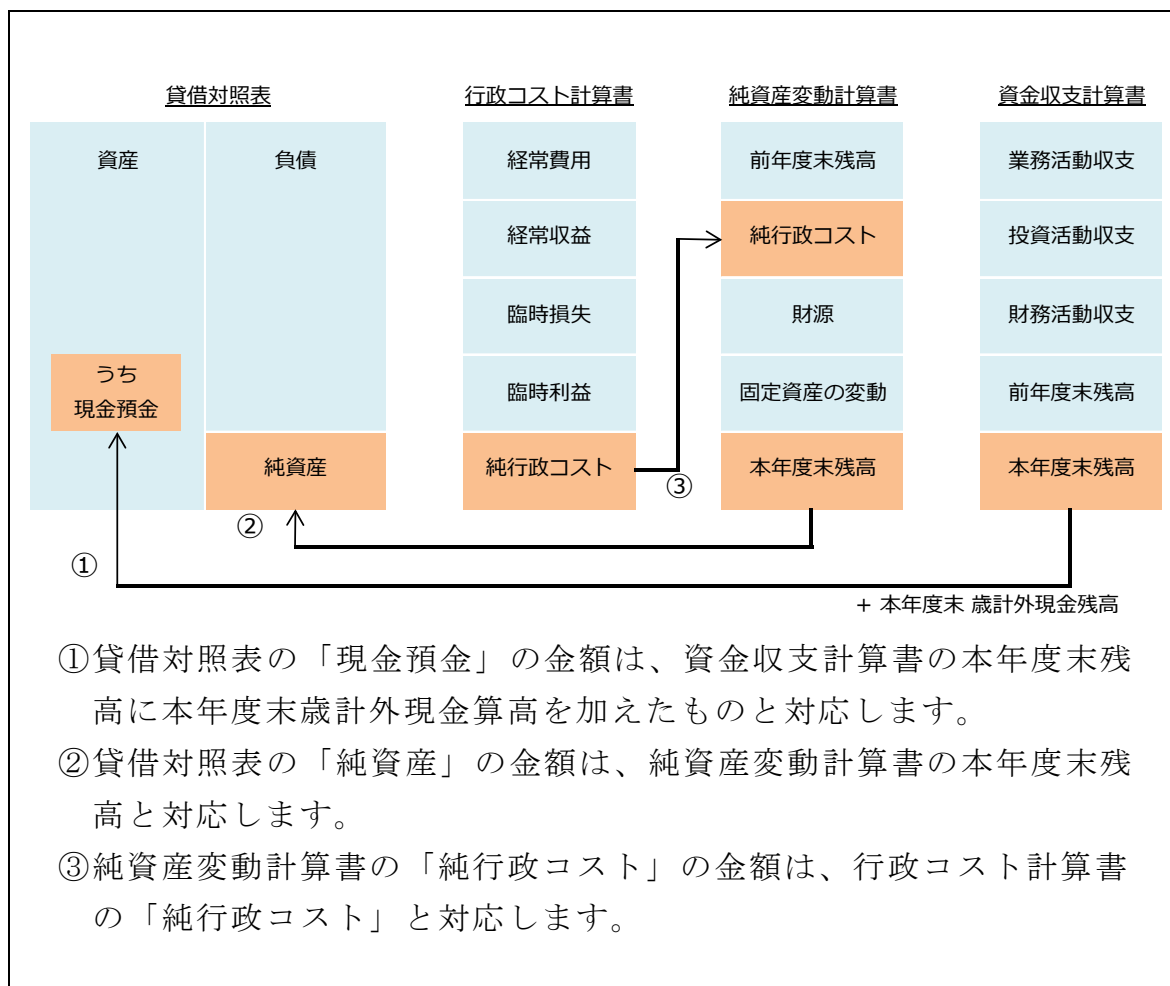 貸借対照表
行政コスト計算書
純資産変動計算書
資金収支計算書
資産
負債
経常費用
前年度末残高
業務活動収支
経常収益
純行政コスト
投資活動収支
臨時損失
財源
財務活動収支
うち
現金預金
臨時利益
固定資産の変動
前年度末残高
純資産
純行政コスト
本年度末残高
本年度末残高
③
②
①
+ 本年度末 歳計外現金残高
①貸借対照表の「現金預金」の金額は、資金収支計算書の本年度末残
高に本年度末歳計外現金算高を加えたものと対応します。
②貸借対照表の「純資産」の金額は、純資産変動計算書の本年度末残
高と対応します。
③純資産変動計算書の「純行政コスト」の金額は、行政コスト計算書
の「純行政コスト」と対応します。